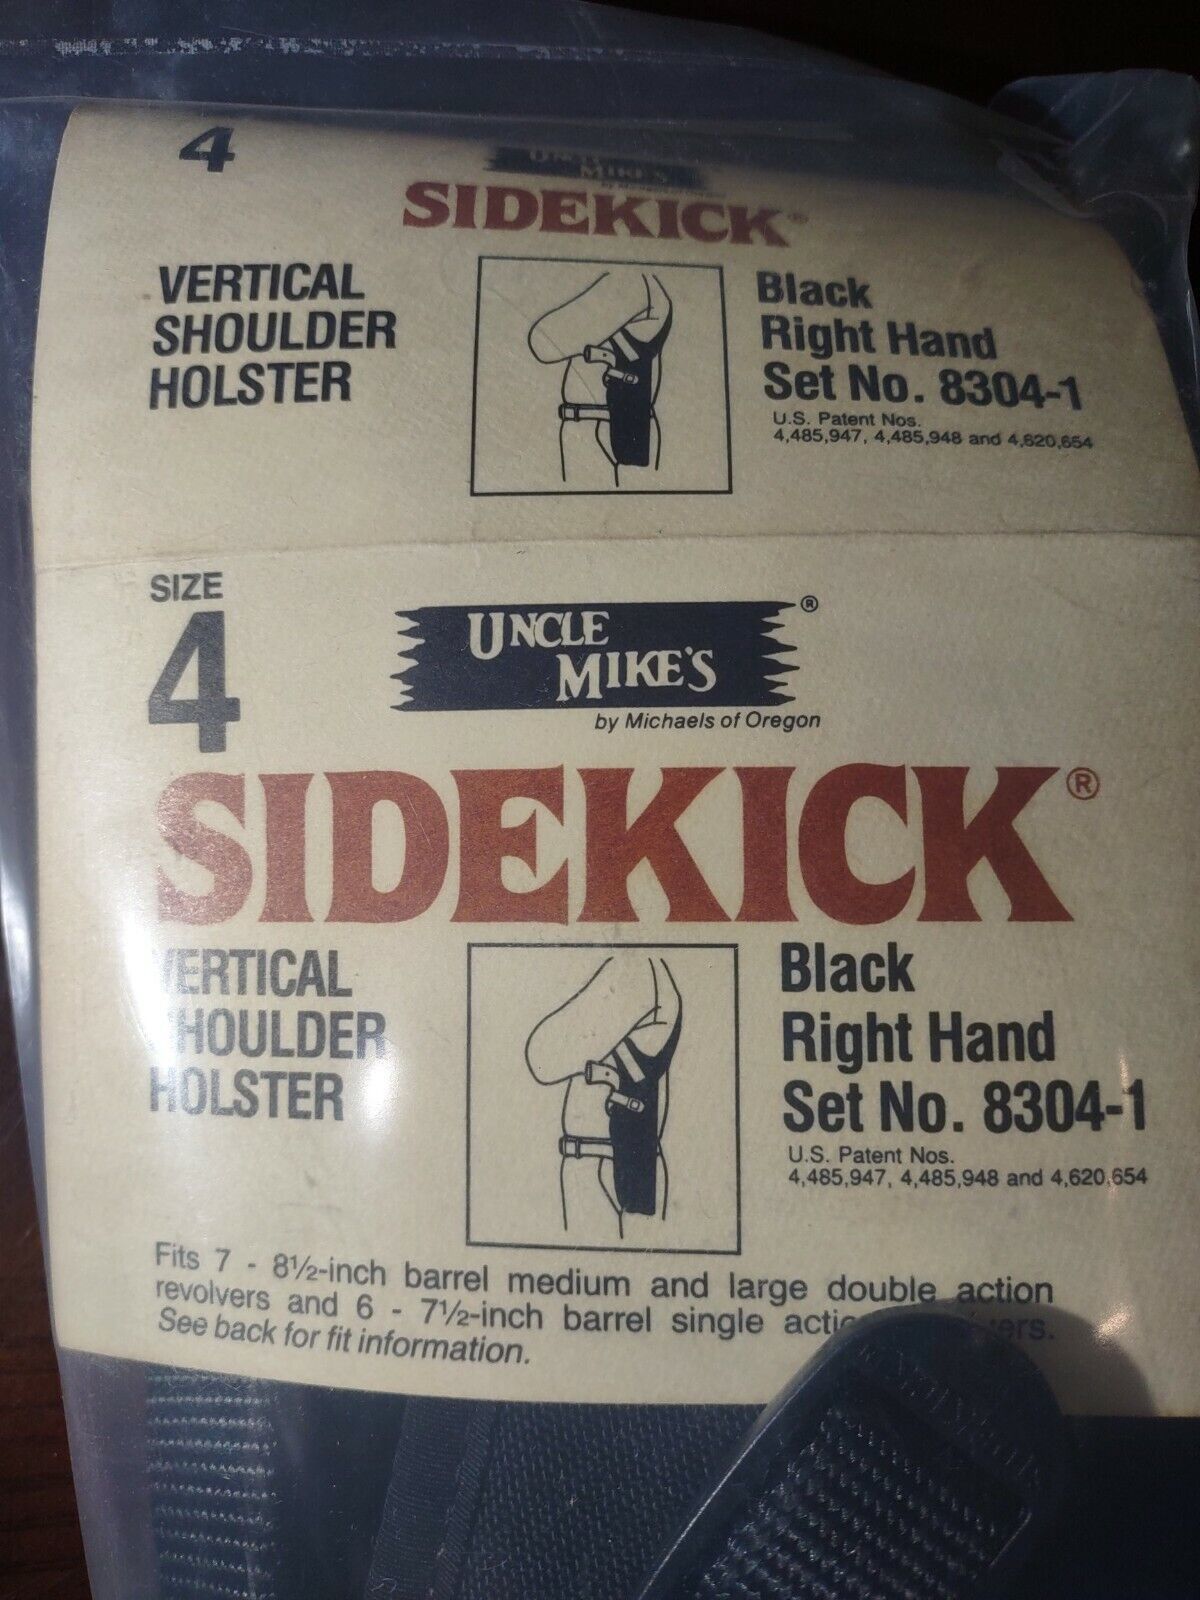 4
UNCLE
MIKE'S
SIDEKICK®
VERTICAL
SHOULDER
HOLSTER
Black
Right Hand
Set No. 8304-1
U.S. Patent Nos.
4,485,947, 4,485,948 and 4,620,654
SIZE
4
UNCLE
MIKE'S
®
by Michaels of Oregon
SIDEKICK®
VERTICAL
SHOULDER
HOLSTER
Black
Right Hand
Set No. 8304-1
U.S. Patent Nos.
4,485,947, 4,485,948 and 4,620,654
Fits 7 - 8½-inch barrel medium and large double action
revolvers and 6 - 7½-inch barrel single
See back for fit information.